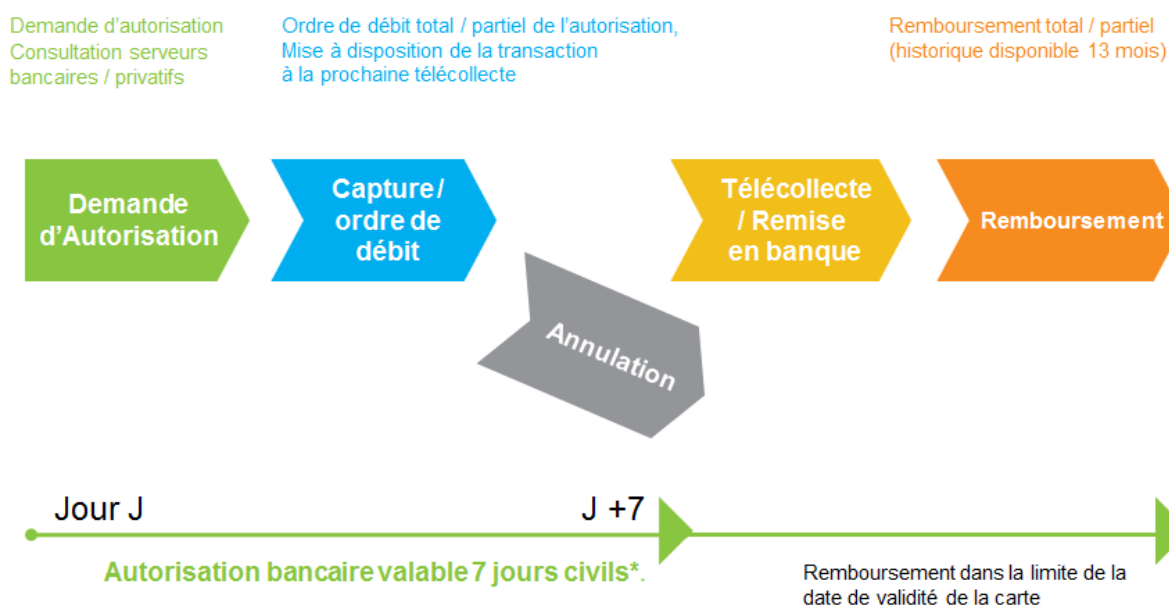 Demande d'autorisation
Consultation serveurs
bancaires / privatifs
Ordre de débit total / partiel de l'autorisation,
Mise à disposition de la transaction
à la prochaine télécollecte
Remboursement total / partiel
(historique disponible 13 mois)
Demande
d'Autorisation
Capture /
ordre de
débit
Annulation
Télécollecte
/ Remise
en banque
Remboursement
Jour J
J +7
Autorisation bancaire valable 7 jours civils*.
Remboursement dans la limite de la
date de validité de la carte